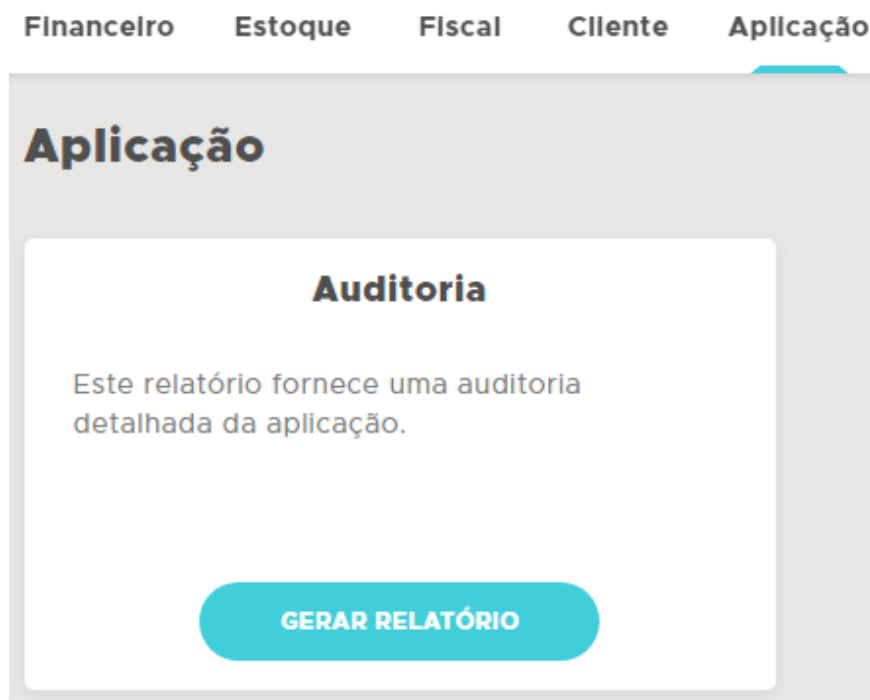 Financeiro Estoque Fiscal Cliente Aplicação
Aplicação
Auditoria
Este relatório fornece uma auditoria
detalhada da aplicação.
GERAR RELATÓRIO